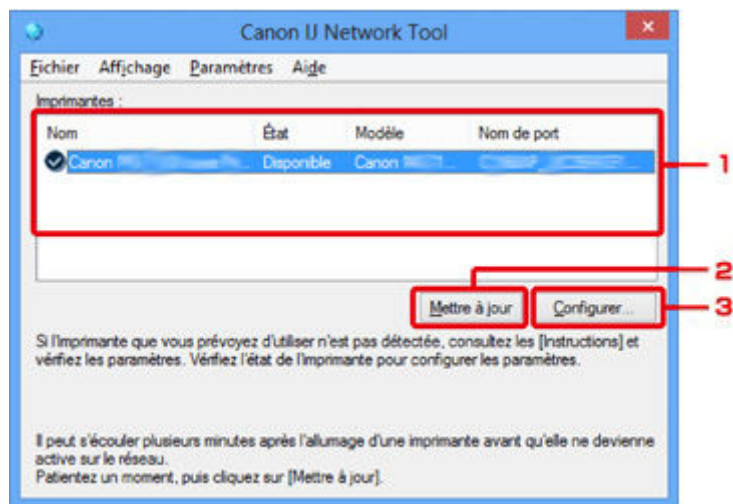 Canon IJ Network Tool
Fichier Affichage Paramètres Aide
Imprimantes :
Nom État Modèle Nom de port
Canon Disponible Canon
1
2
Mettre à jour Configurer...
3
Si l'imprimante que vous prévoyez d'utiliser n'est pas détectée, consultez les [Instructions] et
vérifiez les paramètres. Vérifiez l'état de l'imprimante pour configurer les paramètres.
Il peut s'écouler plusieurs minutes après l'allumage d'une imprimante avant qu'elle ne devienne
active sur le réseau.
Patientez un moment, puis cliquez sur [Mettre à jour].